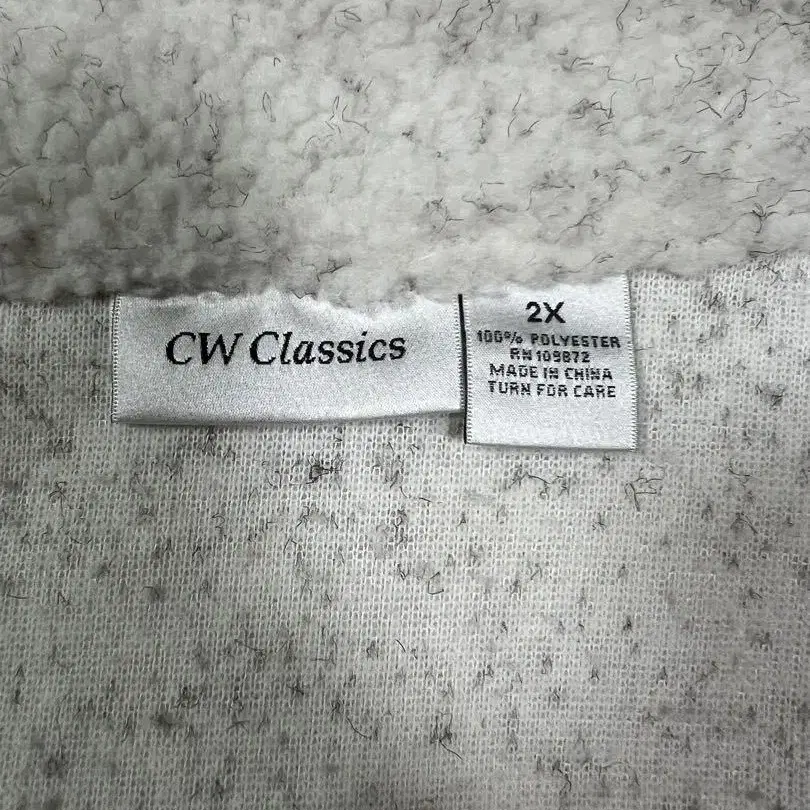 CW Classics
2X
100% POLYESTER
RN 109872
MADE IN CHINA
TURN FOR CARE